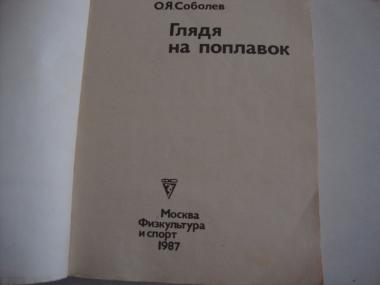 О.Я.Соболев
Глядя
на поплавок
Москва
Физкультура
и спорт
1987